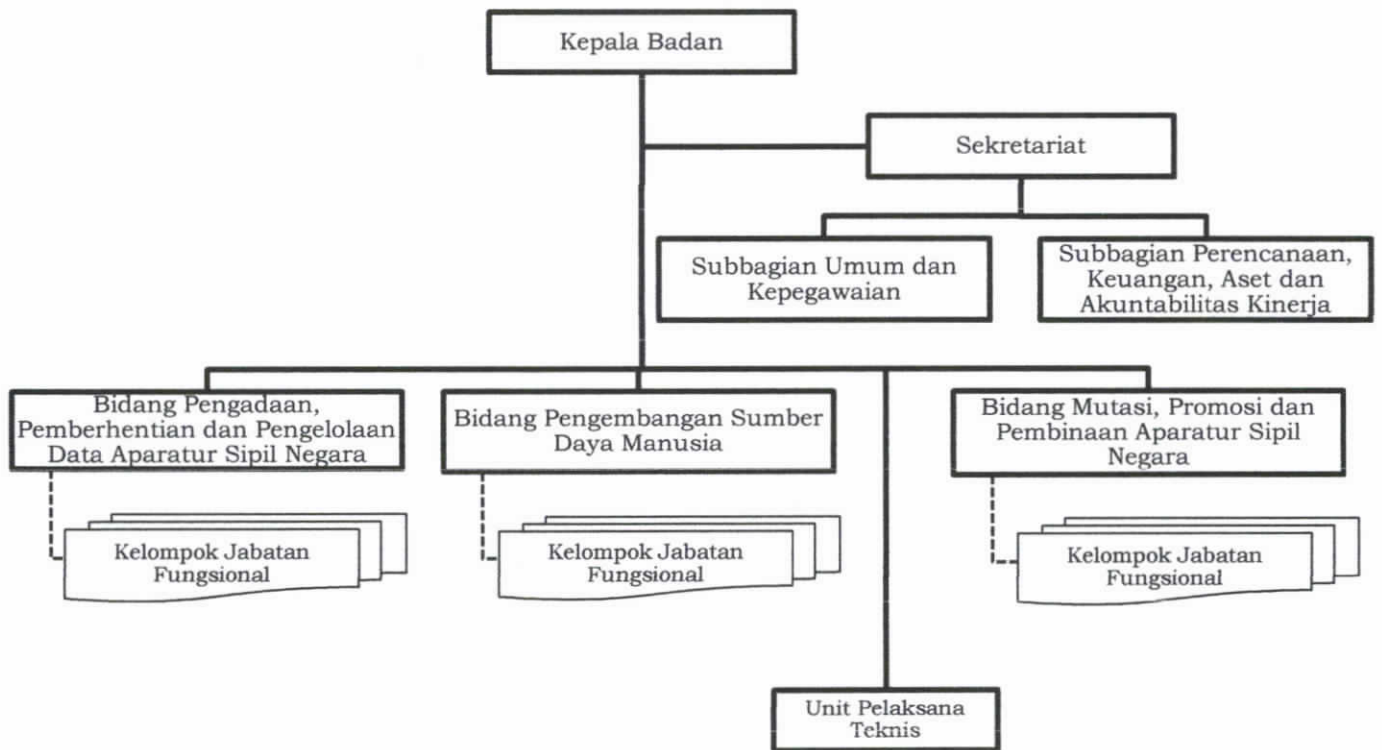 Kepala Badan
Sekretariat
Subbagian Umum dan
Kepegawaian
Subbagian Perencanaan,
Keuangan, Aset dan
Akuntabilitas Kinerja
Bidang Pengadaan,
Pemberhentian dan Pengelolaan
Data Aparatur Sipil Negara
Bidang Pengembangan Sumber
Daya Manusia
Bidang Mutasi, Promosi dan
Pembinaan Aparatur Sipil
Negara
Kelompok Jabatan
Fungsional
Kelompok Jabatan
Fungsional
Kelompok Jabatan
Fungsional
Unit Pelaksana
Teknis